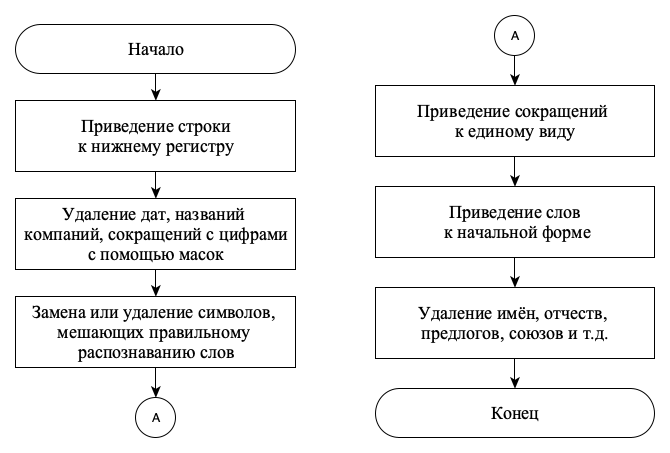 Начало
Приведение строки
к нижнему регистру
Удаление дат, названий
компаний, сокращений с цифрами
с помощью масок
Замена или удаление символов,
мешающих правильному
распознаванию слов
А
А
Приведение сокращений
к единому виду
Приведение слов
к начальной форме
Удаление имён, отчеств,
предлогов, союзов и т.д.
Конец